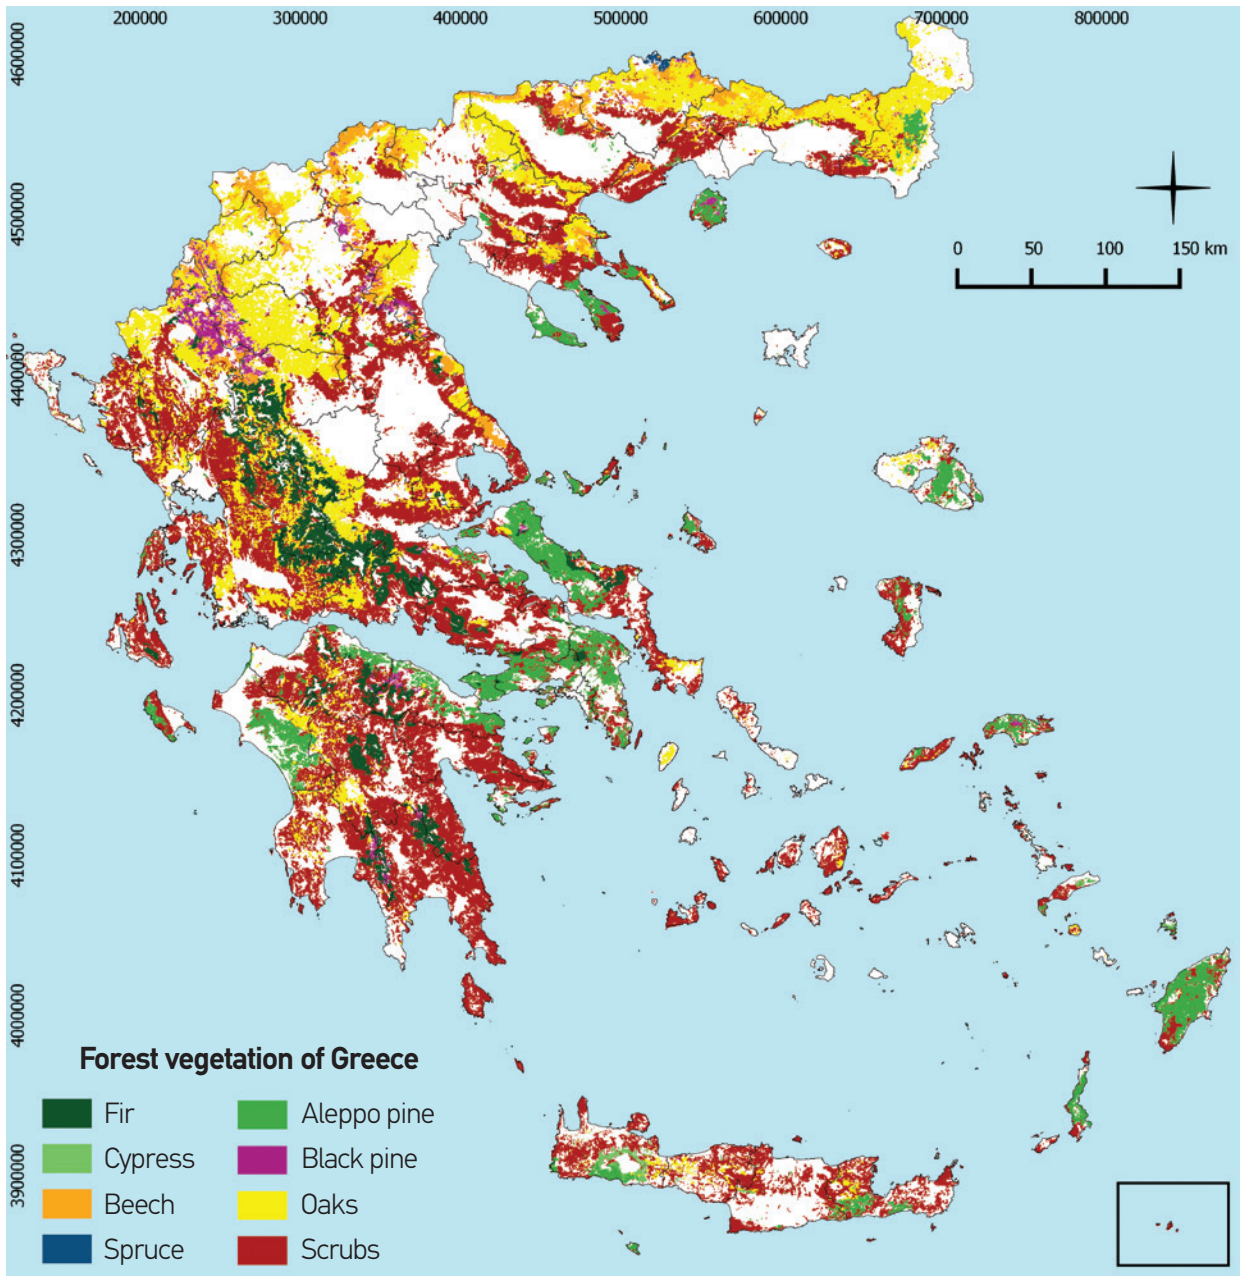 200000 300000 400000 500000 600000 700000 800000
4600000
4500000
4400000
4300000
4200000
4100000
4000000
3900000
0 50 100 150 km
Forest vegetation of Greece
Fir
Cypress
Beech
Spruce
Aleppo pine
Black pine
Oaks
Scrubs